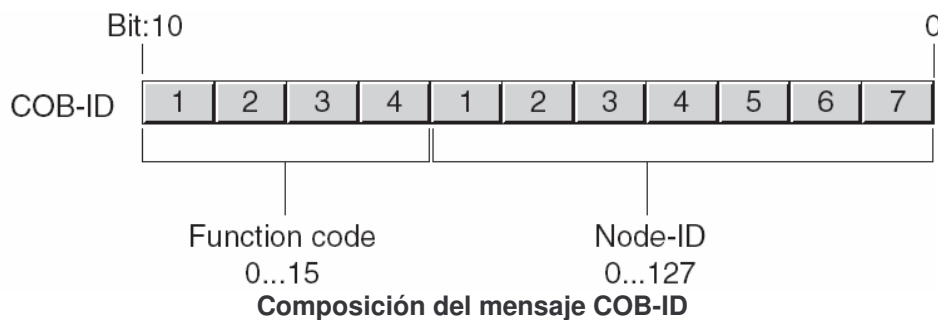 Bit:10 0
COB-ID 1 2 3 4 1 2 3 4 5 6 7
Function code Node-ID
0...15 0...127
Composición del mensaje COB-ID